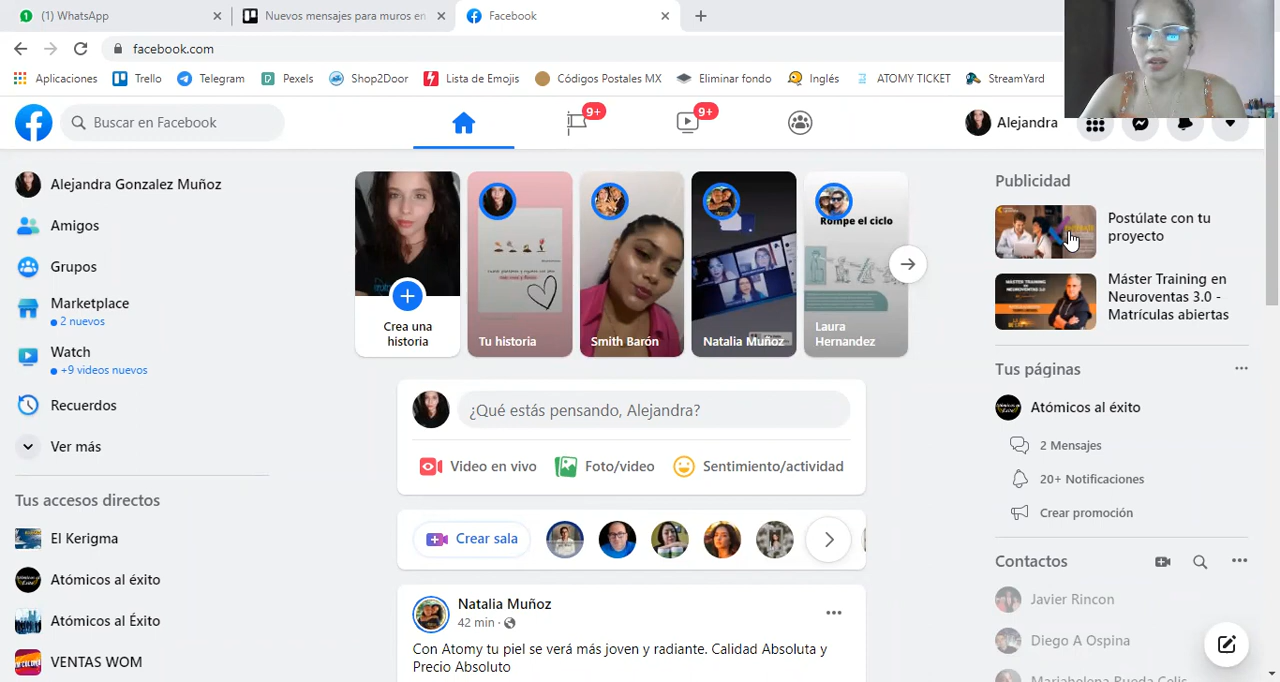 (1) WhatsApp
Nuevos mensajes para muros en
Facebook
facebook.com
Aplicaciones
Trello
Telegram
Pexels
Shop2Door
Lista de Emojis
Códigos Postales MX
Eliminar fondo
Inglés
ATOMY TICKET
StreamYard
Buscar en Facebook
9+
9+
Alejandra
Alejandra Gonzalez Muñoz
Amigos
Grupos
Marketplace
2 nuevos
Watch
+9 videos nuevos
Recuerdos
Ver más
Tus accesos directos
El Kerigma
Atómicos al éxito
Atómicos al Éxito
VENTAS WOM
Crea una
historia
Tu historia
Smith Barón
Natalia Muñoz
Rompe el ciclo
Laura
Hernandez
¿Qué estás pensando, Alejandra?
Video en vivo
Foto/video
Sentimiento/actividad
Crear sala
Natalia Muñoz
42 min ·
Con Atomy tu piel se verá más joven y radiante. Calidad Absoluta y
Precio Absoluto
Publicidad
Postúlate con tu
proyecto
Máster Training en
Neuroventas 3.0 -
Matrículas abiertas
Tus páginas
Atómicos al éxito
2 Mensajes
20+ Notificaciones
Crear promoción
Contactos
Javier Rincon
Diego A Ospina